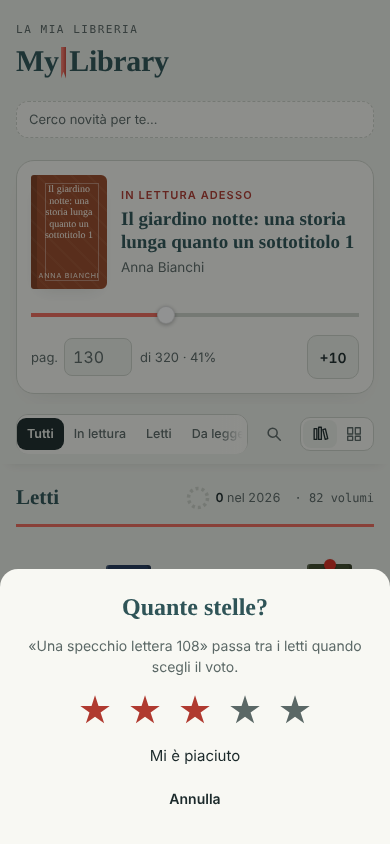 LA MIA LIBRERIA
My Library
Cerco novità per te...
Il giardino
notte: una
storia lunga
quanto un
sottotitolo 1
ANNA BIANCHI
IN LETTURA ADESSO
Il giardino notte: una storia
lunga quanto un sottotitolo 1
Anna Bianchi
pag. 130 di 320 · 41% +10
Tutti In lettura Letti Da legge
Letti 0 nel 2026 · 82 volumi
Quante stelle?
«Una specchio lettera 108» passa tra i letti quando
scegli il voto.
Mi è piaciuto
Annulla